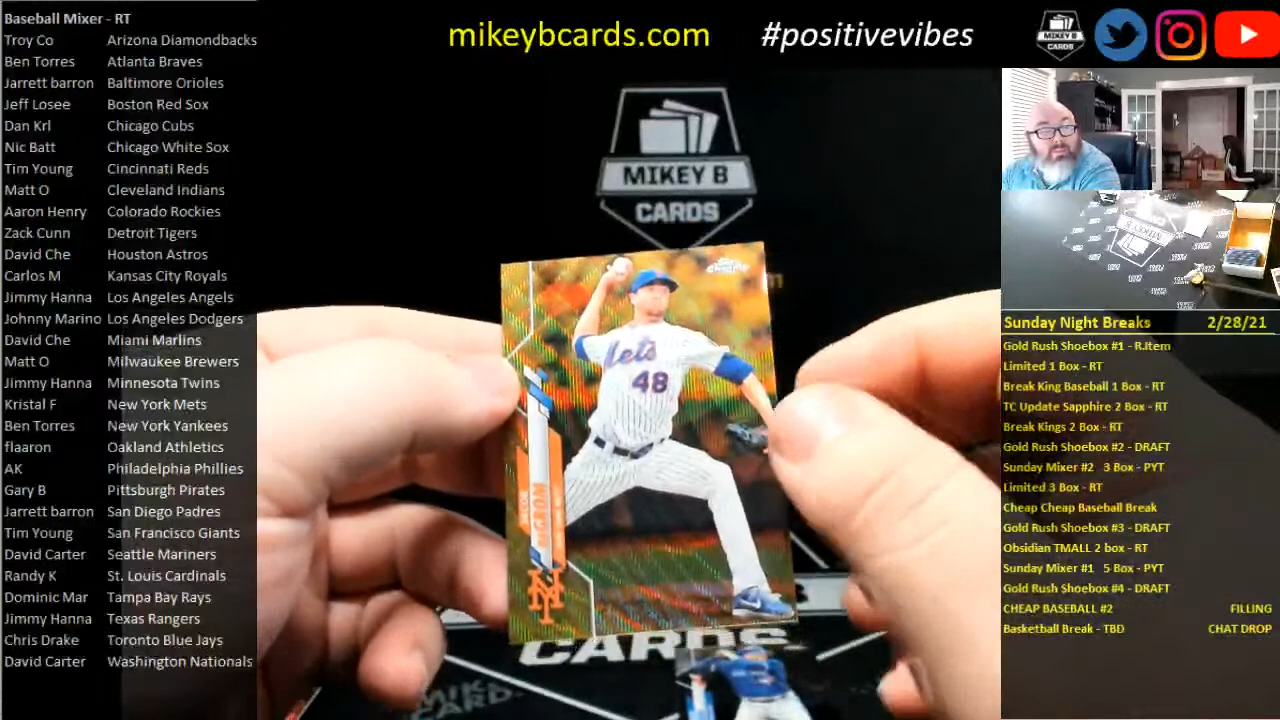 Baseball Mixer - RT
Troy Co Arizona Diamondbacks
Ben Torres Atlanta Braves
Jarrett barron Baltimore Orioles
Jeff Losee Boston Red Sox
Dan Krl Chicago Cubs
Nic Batt Chicago White Sox
Tim Young Cincinnati Reds
Matt O Cleveland Indians
Aaron Henry Colorado Rockies
Zack Cunn Detroit Tigers
David Che Houston Astros
Carlos M Kansas City Royals
Jimmy Hanna Los Angeles Angels
Johnny Marino Los Angeles Dodgers
David Che Miami Marlins
Matt O Milwaukee Brewers
Jimmy Hanna Minnesota Twins
Kristal F New York Mets
Ben Torres New York Yankees
flaaron Oakland Athletics
AK Philadelphia Phillies
Gary B Pittsburgh Pirates
Jarrett barron San Diego Padres
Tim Young San Francisco Giants
David Carter Seattle Mariners
Randy K St. Louis Cardinals
Dominic Mar Tampa Bay Rays
Jimmy Hanna Texas Rangers
Chris Drake Toronto Blue Jays
David Carter Washington Nationals
mikeybcards.com #positivevibes
MIKEY B
CARDS
MIKEY B
CARDS
Chrome
Mets
48
CARDS
Sunday Night Breaks 2/28/21
Gold Rush Shoebox #1 - R.Item
Limited 1 Box - RT
Break King Baseball 1 Box - RT
TC Update Sapphire 2 Box - RT
Break Kings 2 Box - RT
Gold Rush Shoebox #2 - DRAFT
Sunday Mixer #2 3 Box - PYT
Limited 3 Box - RT
Cheap Cheap Baseball Break
Gold Rush Shoebox #3 - DRAFT
Obsidian TMALL 2 box - RT
Sunday Mixer #1 5 Box - PYT
Gold Rush Shoebox #4 - DRAFT
CHEAP BASEBALL #2 FILLING
Basketball Break - TBD CHAT DROP